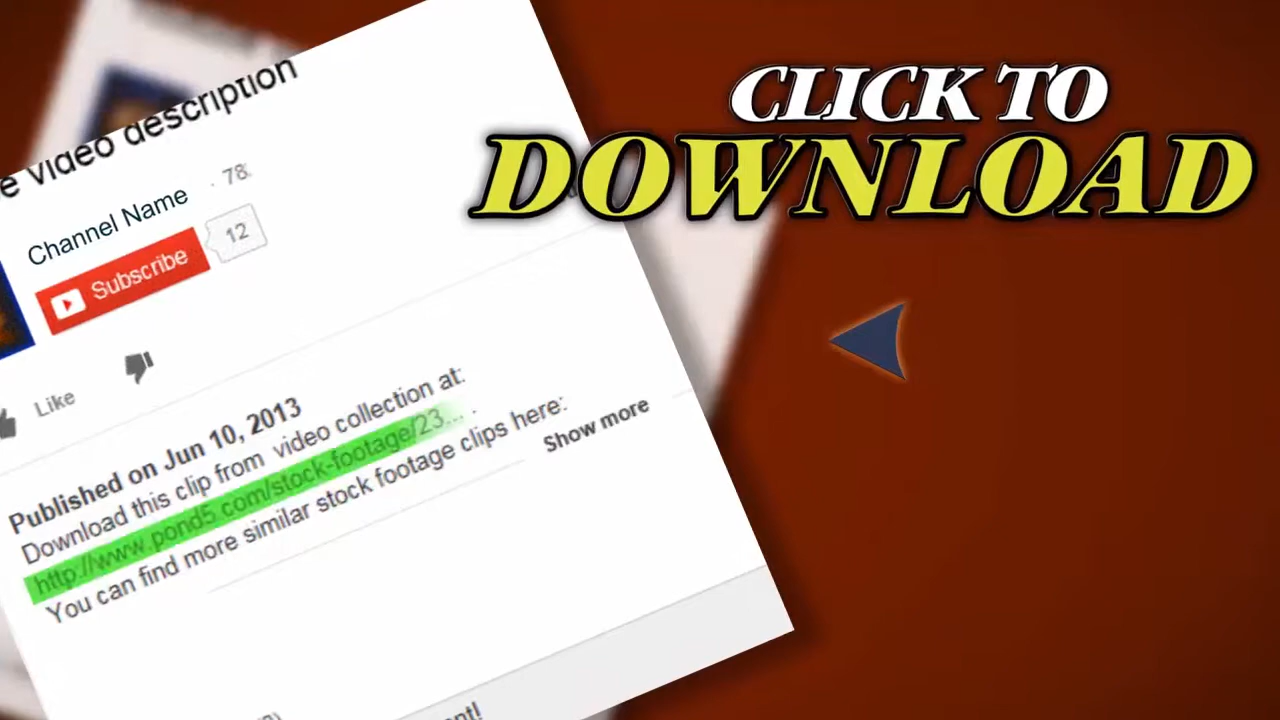 CLICK TO
DOWNLOAD
video description
Channel Name
78
Subscribe
12
Like
Published on Jun 10, 2013
Download this clip from video collection at:
http://www.pond5.com/stock-footage/23...
You can find more similar stock footage clips here:
Show more